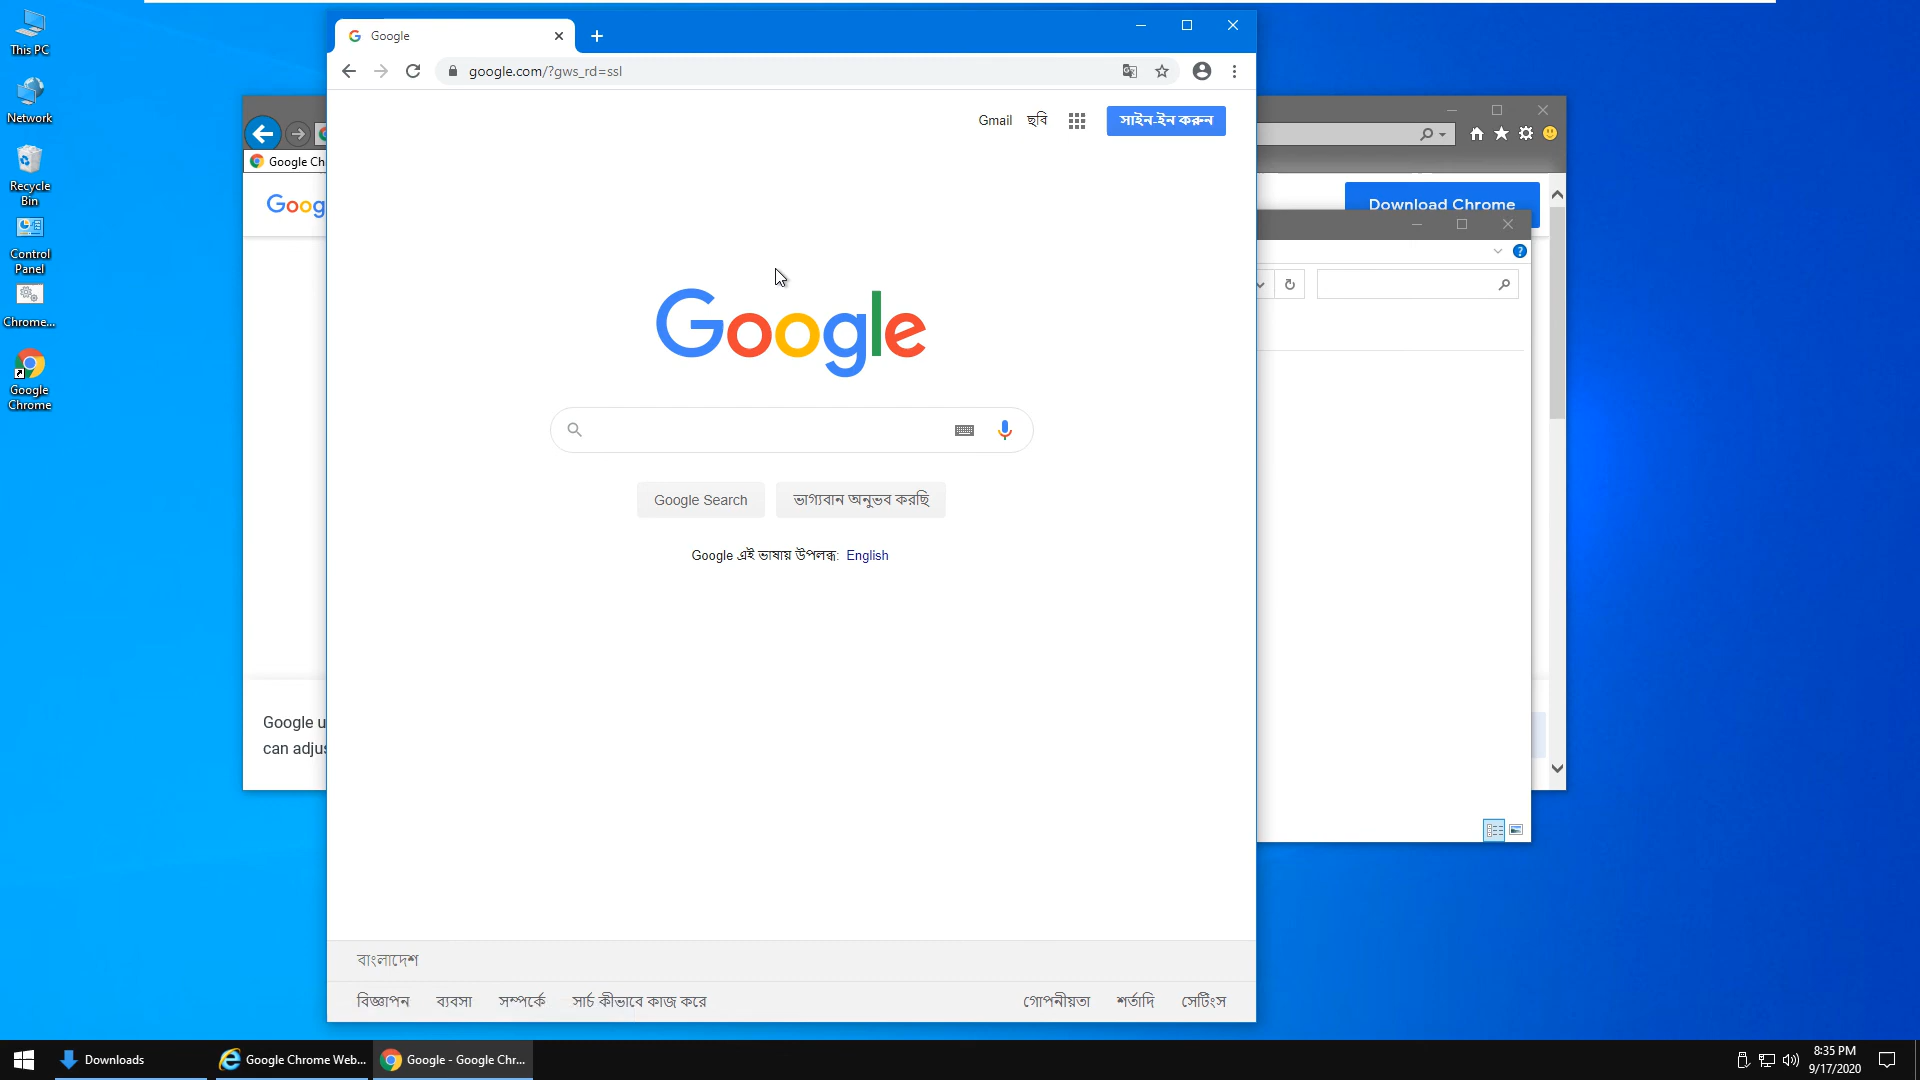 This PC
Network
Recycle
Bin
Control
Panel
Chrome...
Google
Chrome
Google
google.com/?gws_rd=ssl
Gmail ছবি সাইন-ইন করুন
Google
Google Search ভাগ্যবান অনুভব করছি
Google এই ভাষায় উপলব্ধ: English
বাংলাদেশ
বিজ্ঞাপন ব্যবসা সম্পর্কে সার্চ কীভাবে কাজ করে গোপনীয়তা শর্তাদি সেটিংস
Google Ch
Goog
Download Chrome
Google u
can adjus
Downloads
Google Chrome Web...
Google - Google Chr...
8:35 PM
9/17/2020